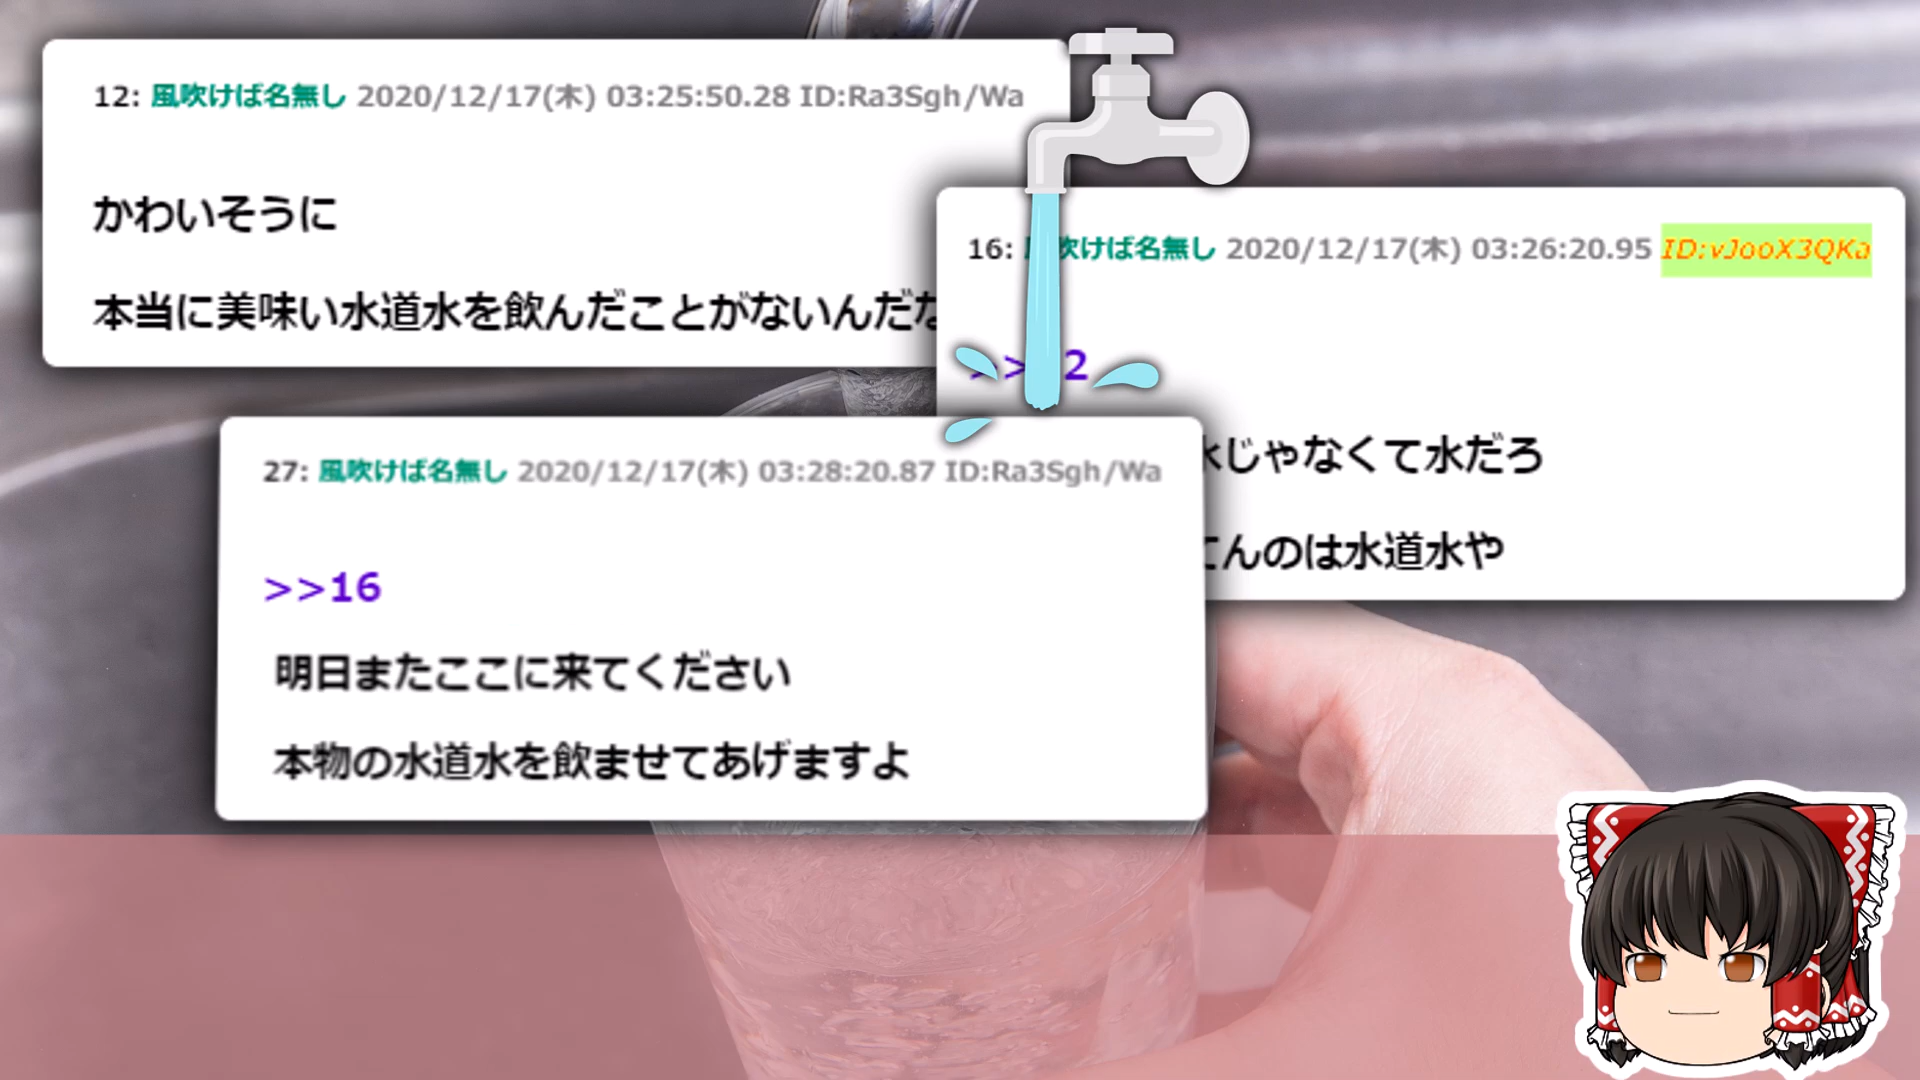 12: 風吹けば名無し 2020/12/17(木) 03:25:50.28 ID:Ra3Sgh/Wa
かわいそうに
本当に美味い水道水を飲んだことがないんだな
16: 風吹けば名無し 2020/12/17(木) 03:26:20.95 ID:vJooX3QKa
>>12
じゃなくて水だろ
んのは水道水や
27: 風吹けば名無し 2020/12/17(木) 03:28:20.87 ID:Ra3Sgh/Wa
>>16
明日またここに来てください
本物の水道水を飲ませてあげますよ